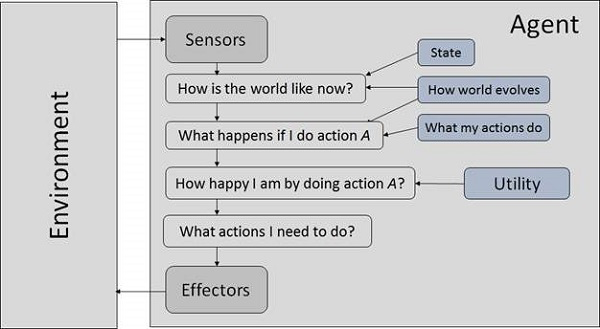 Agent
Environment
Sensors
State
How is the world like now?
How world evolves
What happens if I do action A
What my actions do
How happy I am by doing action A?
Utility
What actions I need to do?
Effectors